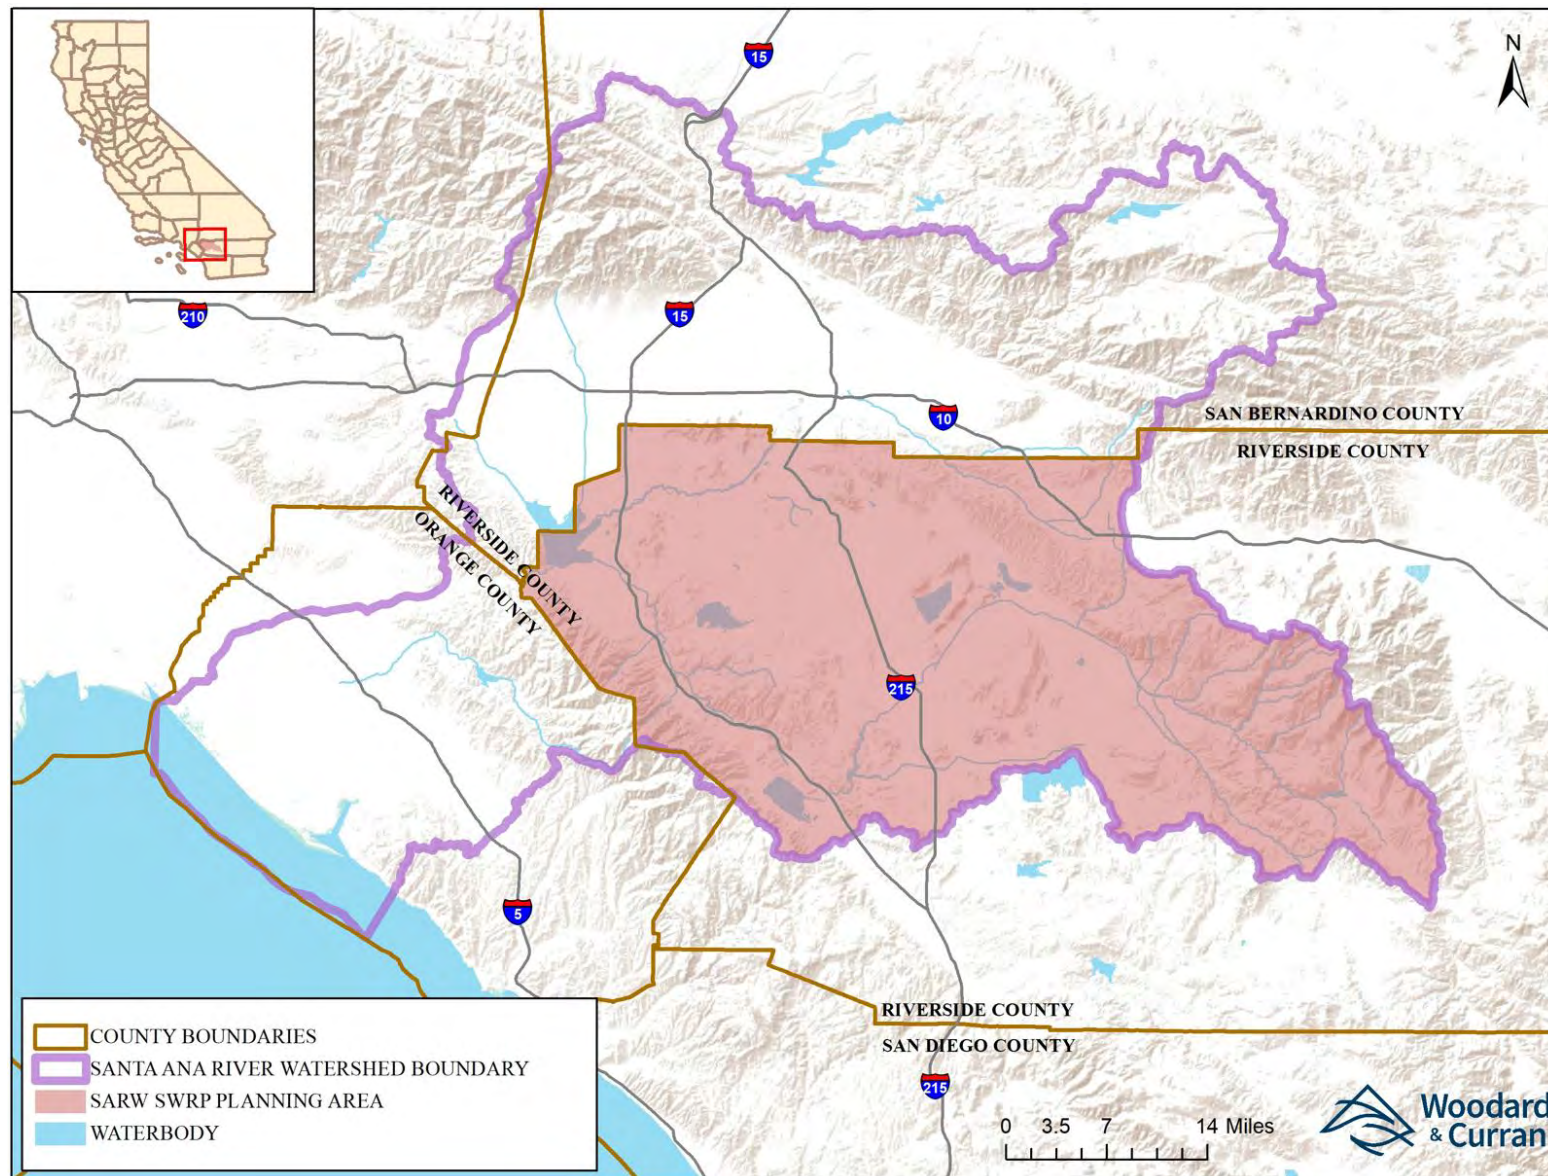 N
15
210
15
10
SAN BERNARDINO COUNTY
RIVERSIDE COUNTY
RIVERSIDE COUNTY
ORANGE COUNTY
215
5
RIVERSIDE COUNTY
SAN DIEGO COUNTY
215
COUNTY BOUNDARIES
SANTA ANA RIVER WATERSHED BOUNDARY
SARW SWRP PLANNING AREA
WATERBODY
0 3.5 7 14 Miles
Woodard
& Curran